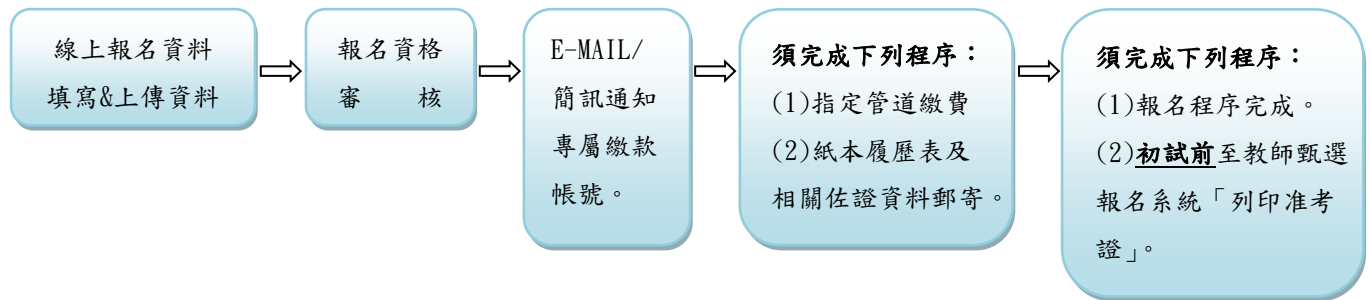 線上報名資料
填寫&上傳資料
報名資格
審　核
E-MAIL/
簡訊通知
專屬繳款
帳號。
須完成下列程序：
(1)指定管道繳費
(2)紙本履歷表及
相關佐證資料郵寄。
須完成下列程序：
(1)報名程序完成。
(2)初試前至教師甄選
報名系統「列印准考
證」。